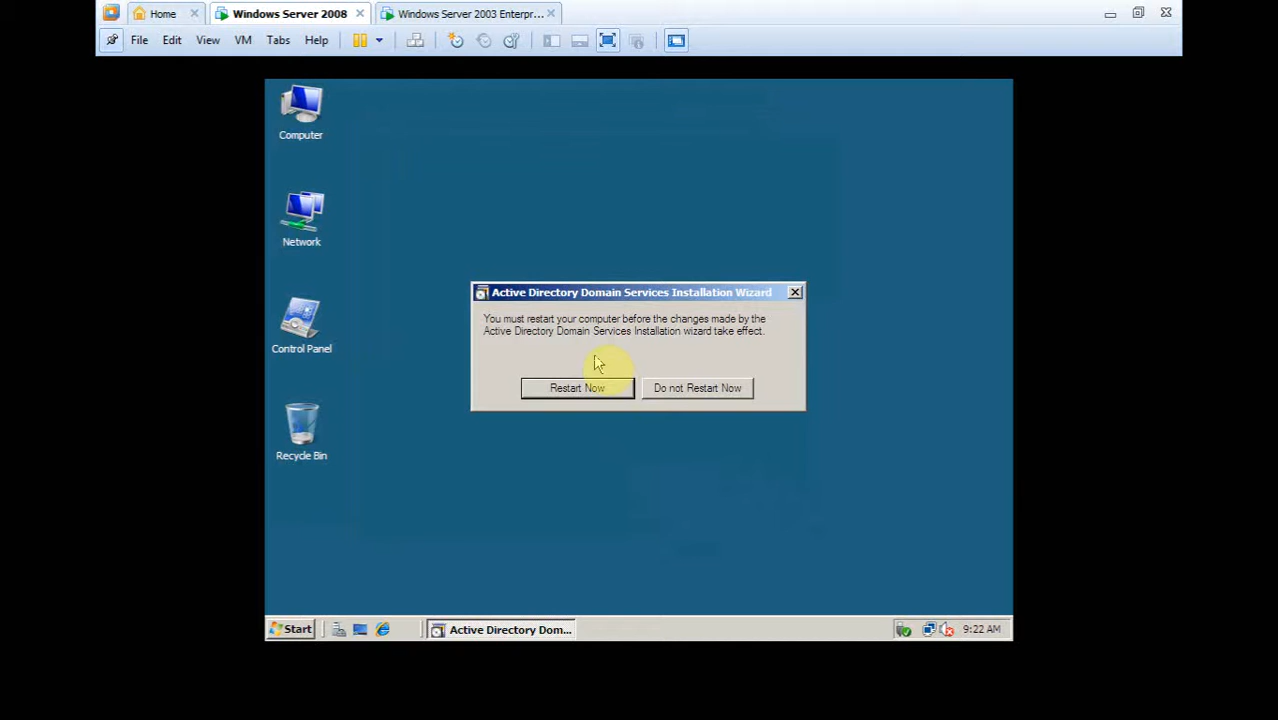 Home
Windows Server 2008
Windows Server 2003 Enterpr...
File Edit View VM Tabs Help
Computer
Network
Control Panel
Recycle Bin
Active Directory Domain Services Installation Wizard
You must restart your computer before the changes made by the
Active Directory Domain Services Installation wizard take effect.
Restart Now
Do not Restart Now
Start
Active Directory Dom...
9:22 AM